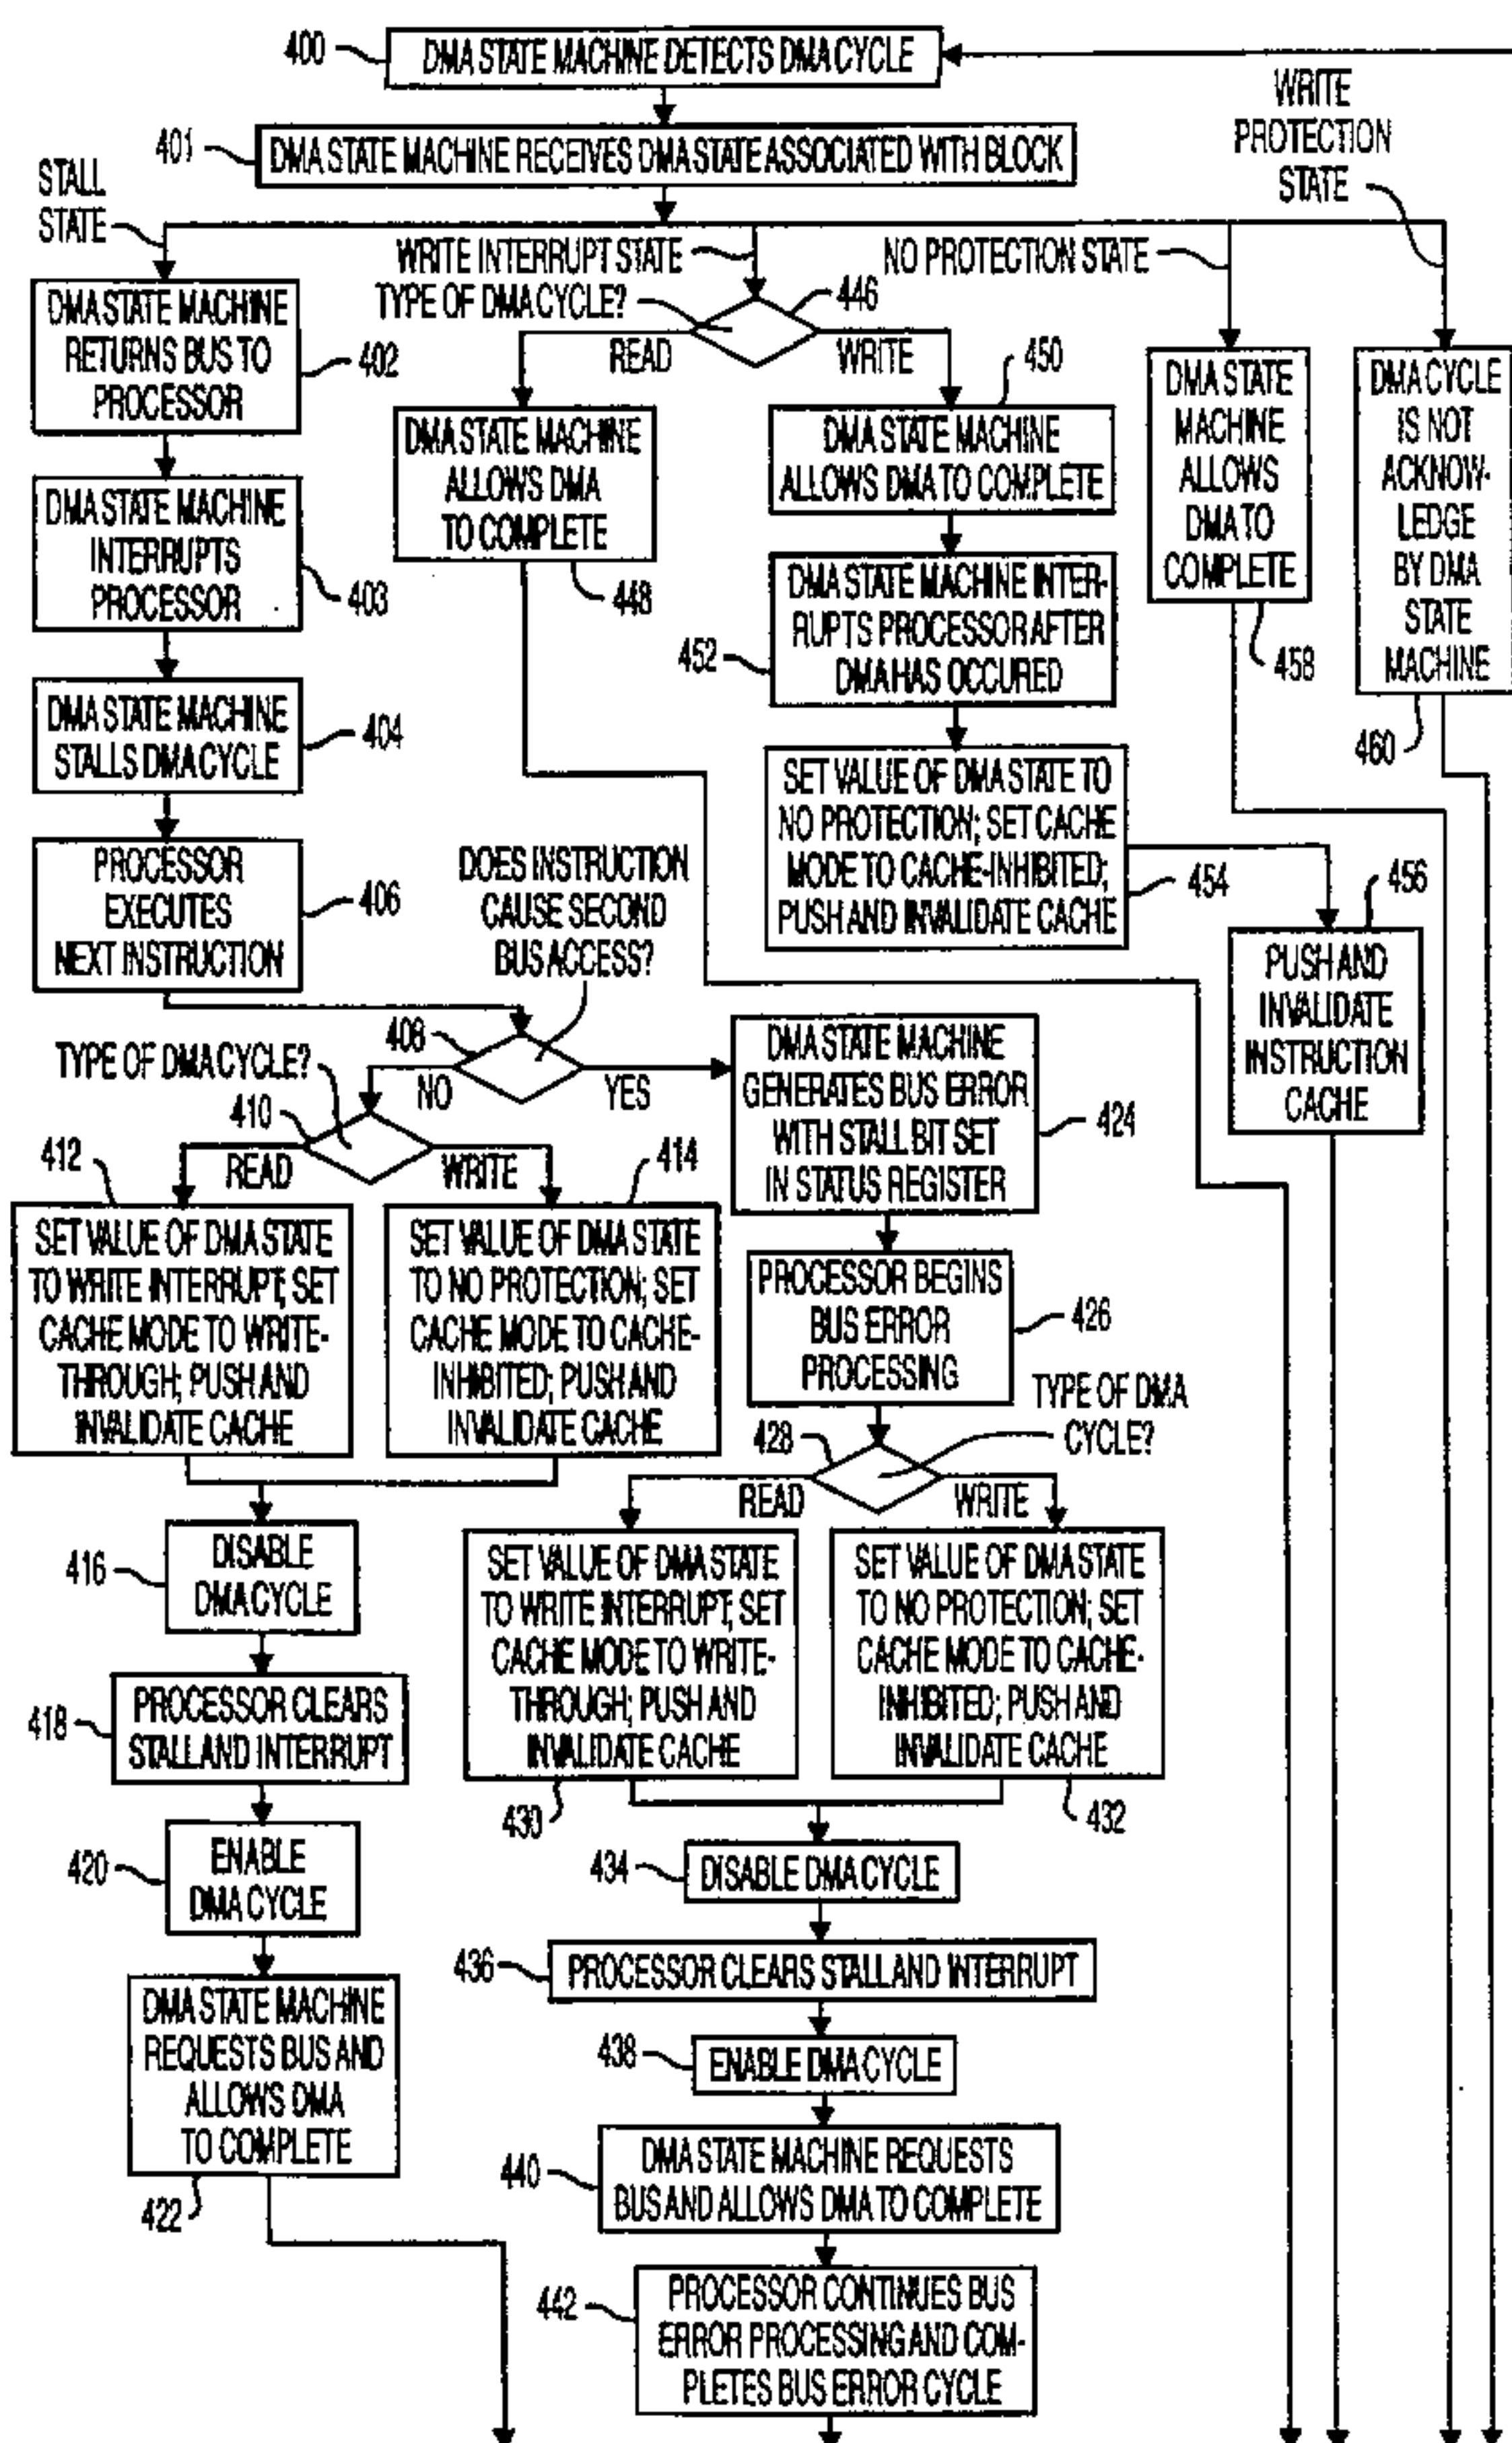 400
DMA STATE MACHINE DETECTS DMA CYCLE
401
DMA STATE MACHINE RECEIVES DMA STATE ASSOCIATED WITH BLOCK
WRITE
PROTECTION
STATE
STALL
STATE
WRITE INTERRUPT STATE
NO PROTECTION STATE
DMA STATE MACHINE
RETURNS BUS TO
PROCESSOR
402
DMA STATE MACHINE
INTERRUPTS
PROCESSOR
403
DMA STATE MACHINE
STALLS DMA CYCLE
404
PROCESSOR
EXECUTES
NEXT INSTRUCTION
406
TYPE OF DMA CYCLE?
446
READ
WRITE
DMA STATE MACHINE
ALLOWS DMA
TO COMPLETE
448
450
DMA STATE MACHINE
ALLOWS DMA TO COMPLETE
452
DMA STATE MACHINE INTER-
RUPTS PROCESSOR AFTER
DMA HAS OCCURED
SET VALUE OF DMA STATE TO
NO PROTECTION; SET CACHE
MODE TO CACHE-INHIBITED;
PUSH AND INVALIDATE CACHE
454
456
PUSH AND
INVALIDATE
INSTRUCTION
CACHE
DMA STATE
MACHINE
ALLOWS
DMA TO
COMPLETE
458
DMA CYCLE
IS NOT
ACKNOW-
LEDGE
BY DMA
STATE
MACHINE
460
DOES INSTRUCTION
CAUSE SECOND
BUS ACCESS?
408
NO
YES
TYPE OF DMA CYCLE?
410
READ
WRITE
412
SET VALUE OF DMA STATE
TO WRITE INTERRUPT; SET
CACHE MODE TO WRITE-
THROUGH; PUSH AND
INVALIDATE CACHE
414
SET VALUE OF DMA STATE
TO NO PROTECTION; SET
CACHE MODE TO CACHE-
INHIBITED; PUSH AND
INVALIDATE CACHE
416
DISABLE
DMA CYCLE
418
PROCESSOR CLEARS
STALL AND INTERRUPT
420
ENABLE
DMA CYCLE
DMA STATE MACHINE
REQUESTS BUS AND
ALLOWS DMA
TO COMPLETE
422
DMA STATE MACHINE
GENERATES BUS ERROR
WITH STALL BIT SET
IN STATUS REGISTER
424
PROCESSOR BEGINS
BUS ERROR
PROCESSING
426
TYPE OF DMA
CYCLE?
428
READ
WRITE
SET VALUE OF DMA STATE
TO WRITE INTERRUPT; SET
CACHE MODE TO WRITE-
THROUGH; PUSH AND
INVALIDATE CACHE
430
SET VALUE OF DMA STATE
TO NO PROTECTION; SET
CACHE MODE TO CACHE-
INHIBITED; PUSH AND
INVALIDATE CACHE
432
434
DISABLE DMA CYCLE
436
PROCESSOR CLEARS STALL AND INTERRUPT
438
ENABLE DMA CYCLE
440
DMA STATE MACHINE REQUESTS
BUS AND ALLOWS DMA TO COMPLETE
442
PROCESSOR CONTINUES BUS
ERROR PROCESSING AND COM-
PLETES BUS ERROR CYCLE